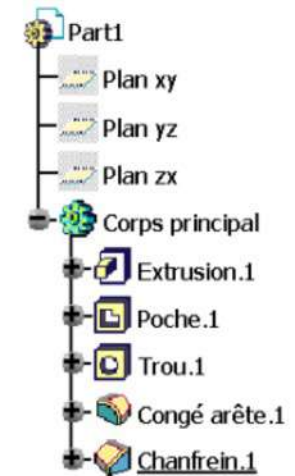 Part1
Plan xy
Plan yz
Plan zx
Corps principal
Extrusion.1
Poche.1
Trou.1
Congé arête.1
Chanfrein.1